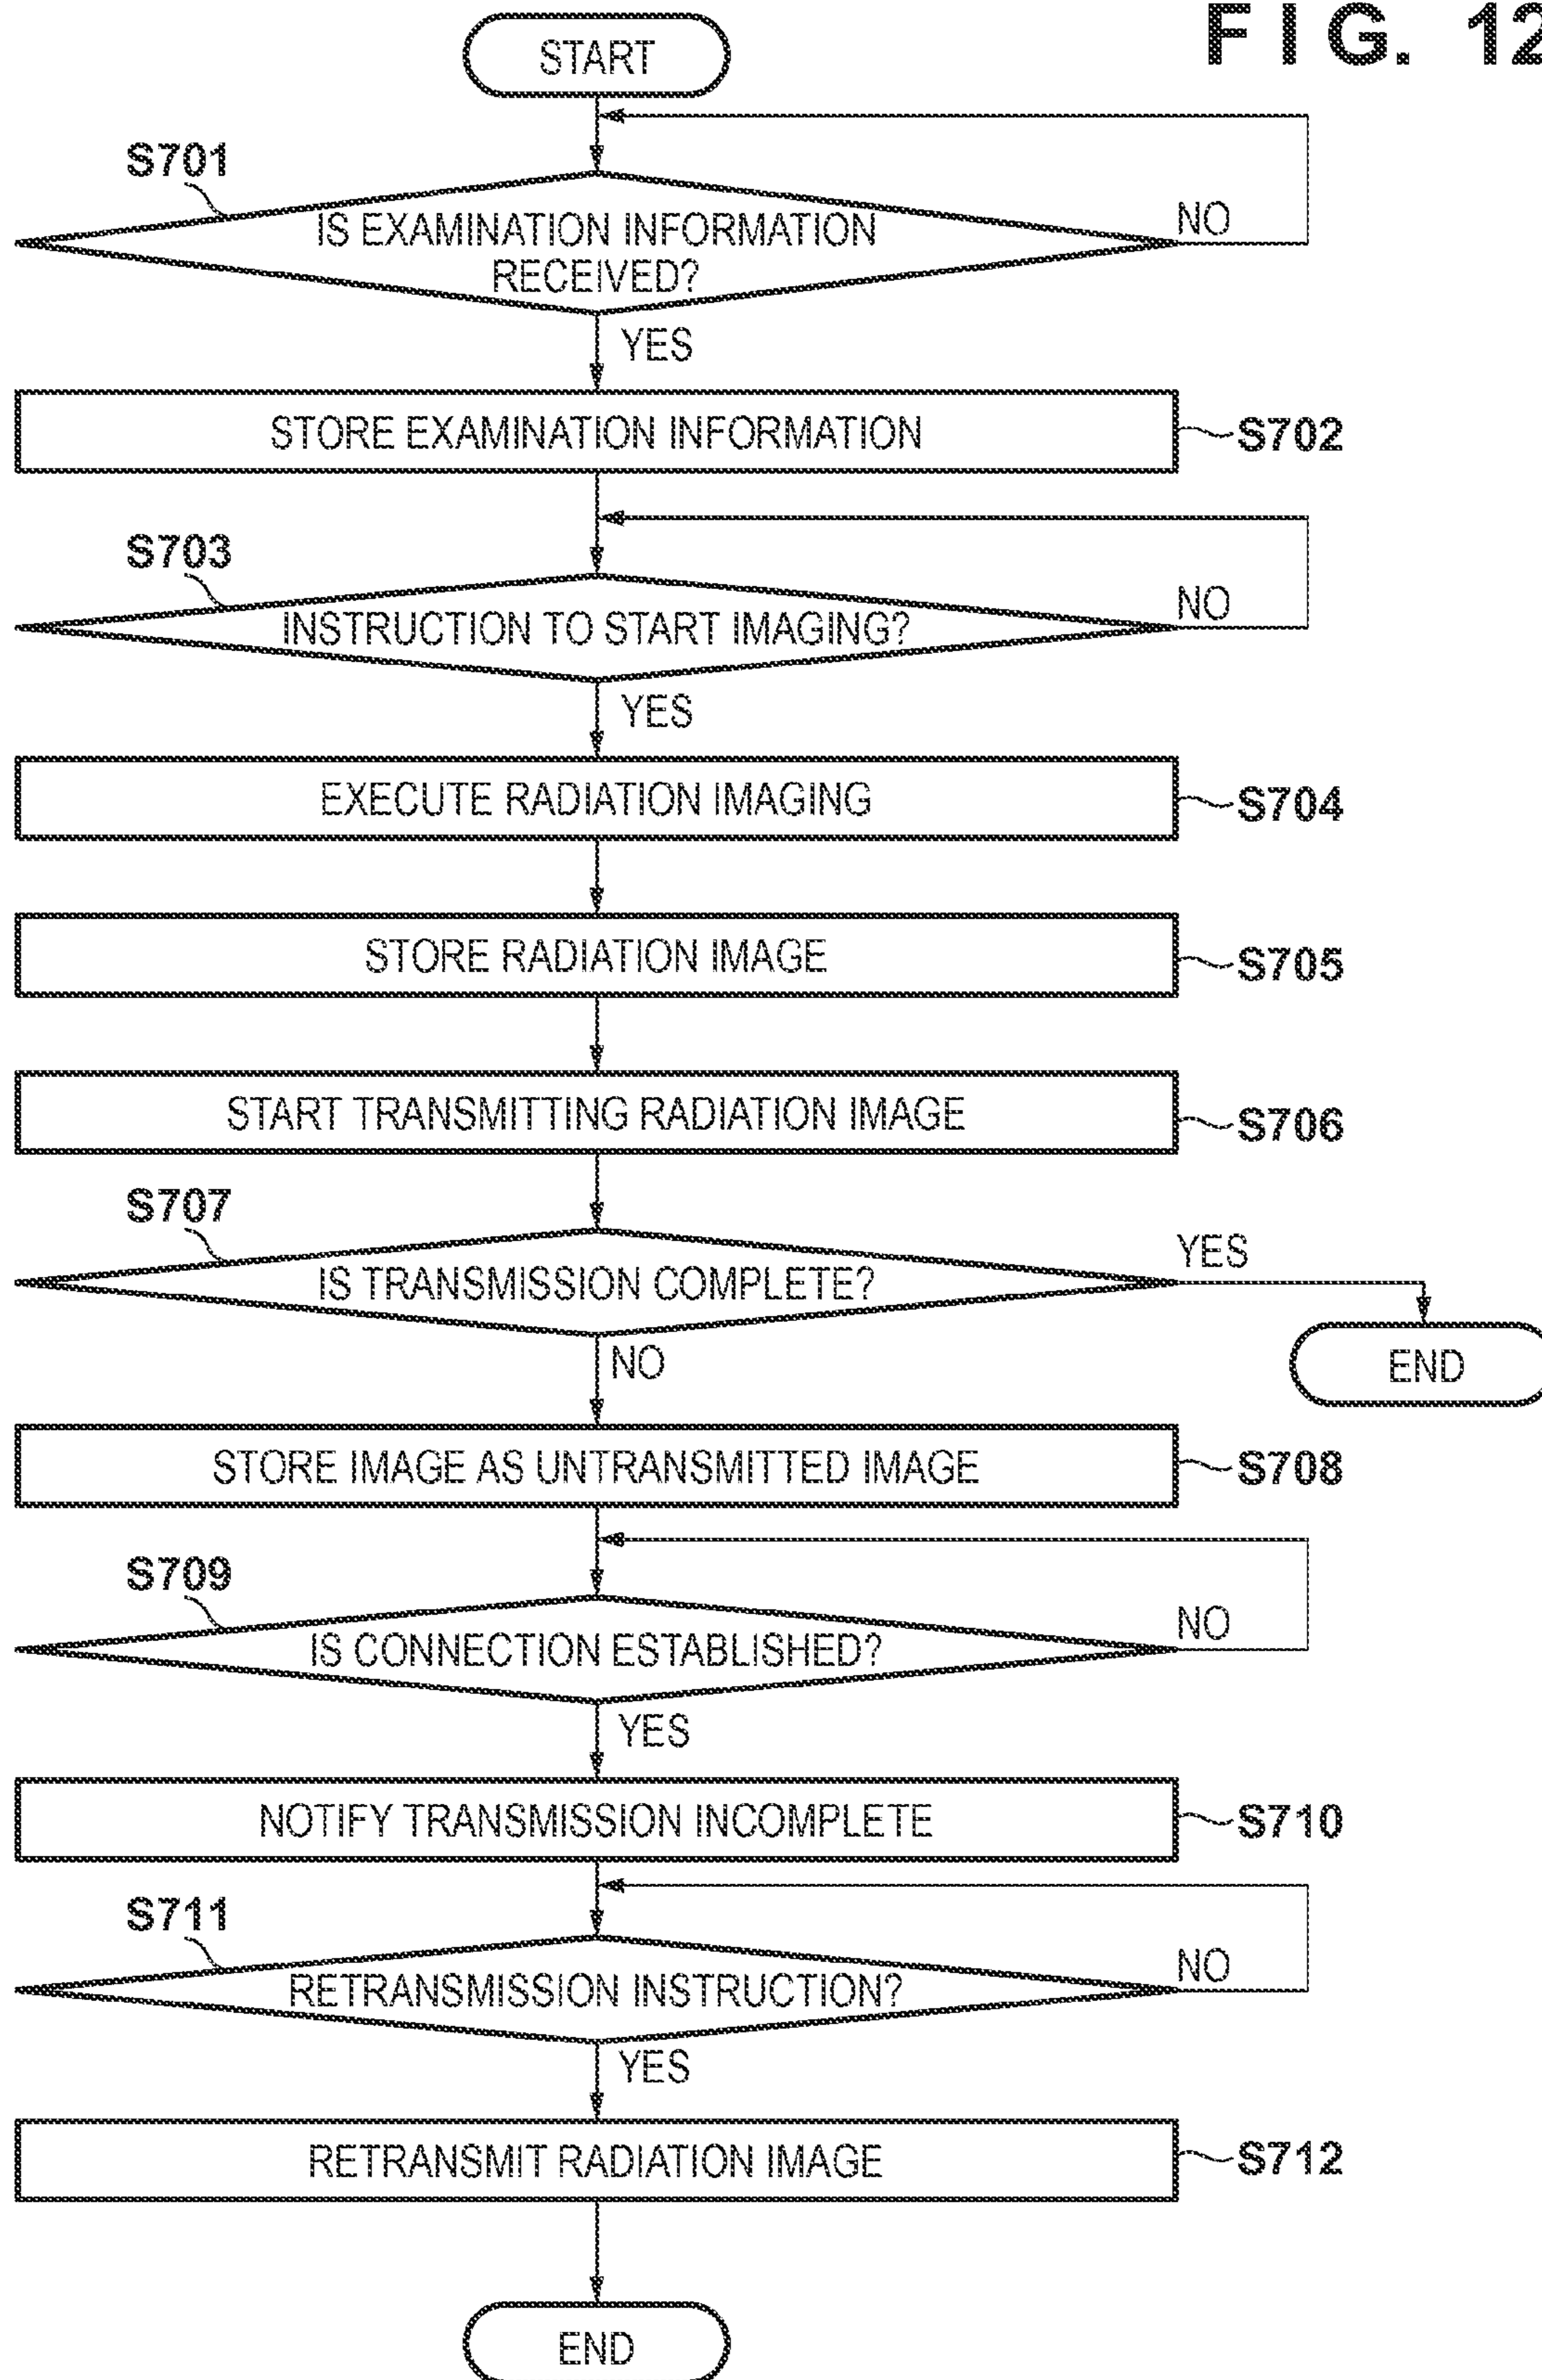 FIG. 12
START
S701
IS EXAMINATION INFORMATION
RECEIVED?
NO
YES
STORE EXAMINATION INFORMATION
S702
S703
INSTRUCTION TO START IMAGING?
NO
YES
EXECUTE RADIATION IMAGING
S704
STORE RADIATION IMAGE
S705
START TRANSMITTING RADIATION IMAGE
S706
S707
IS TRANSMISSION COMPLETE?
YES
END
NO
STORE IMAGE AS UNTRANSMITTED IMAGE
S708
S709
IS CONNECTION ESTABLISHED?
NO
YES
NOTIFY TRANSMISSION INCOMPLETE
S710
S711
RETRANSMISSION INSTRUCTION?
NO
YES
RETRANSMIT RADIATION IMAGE
S712
END